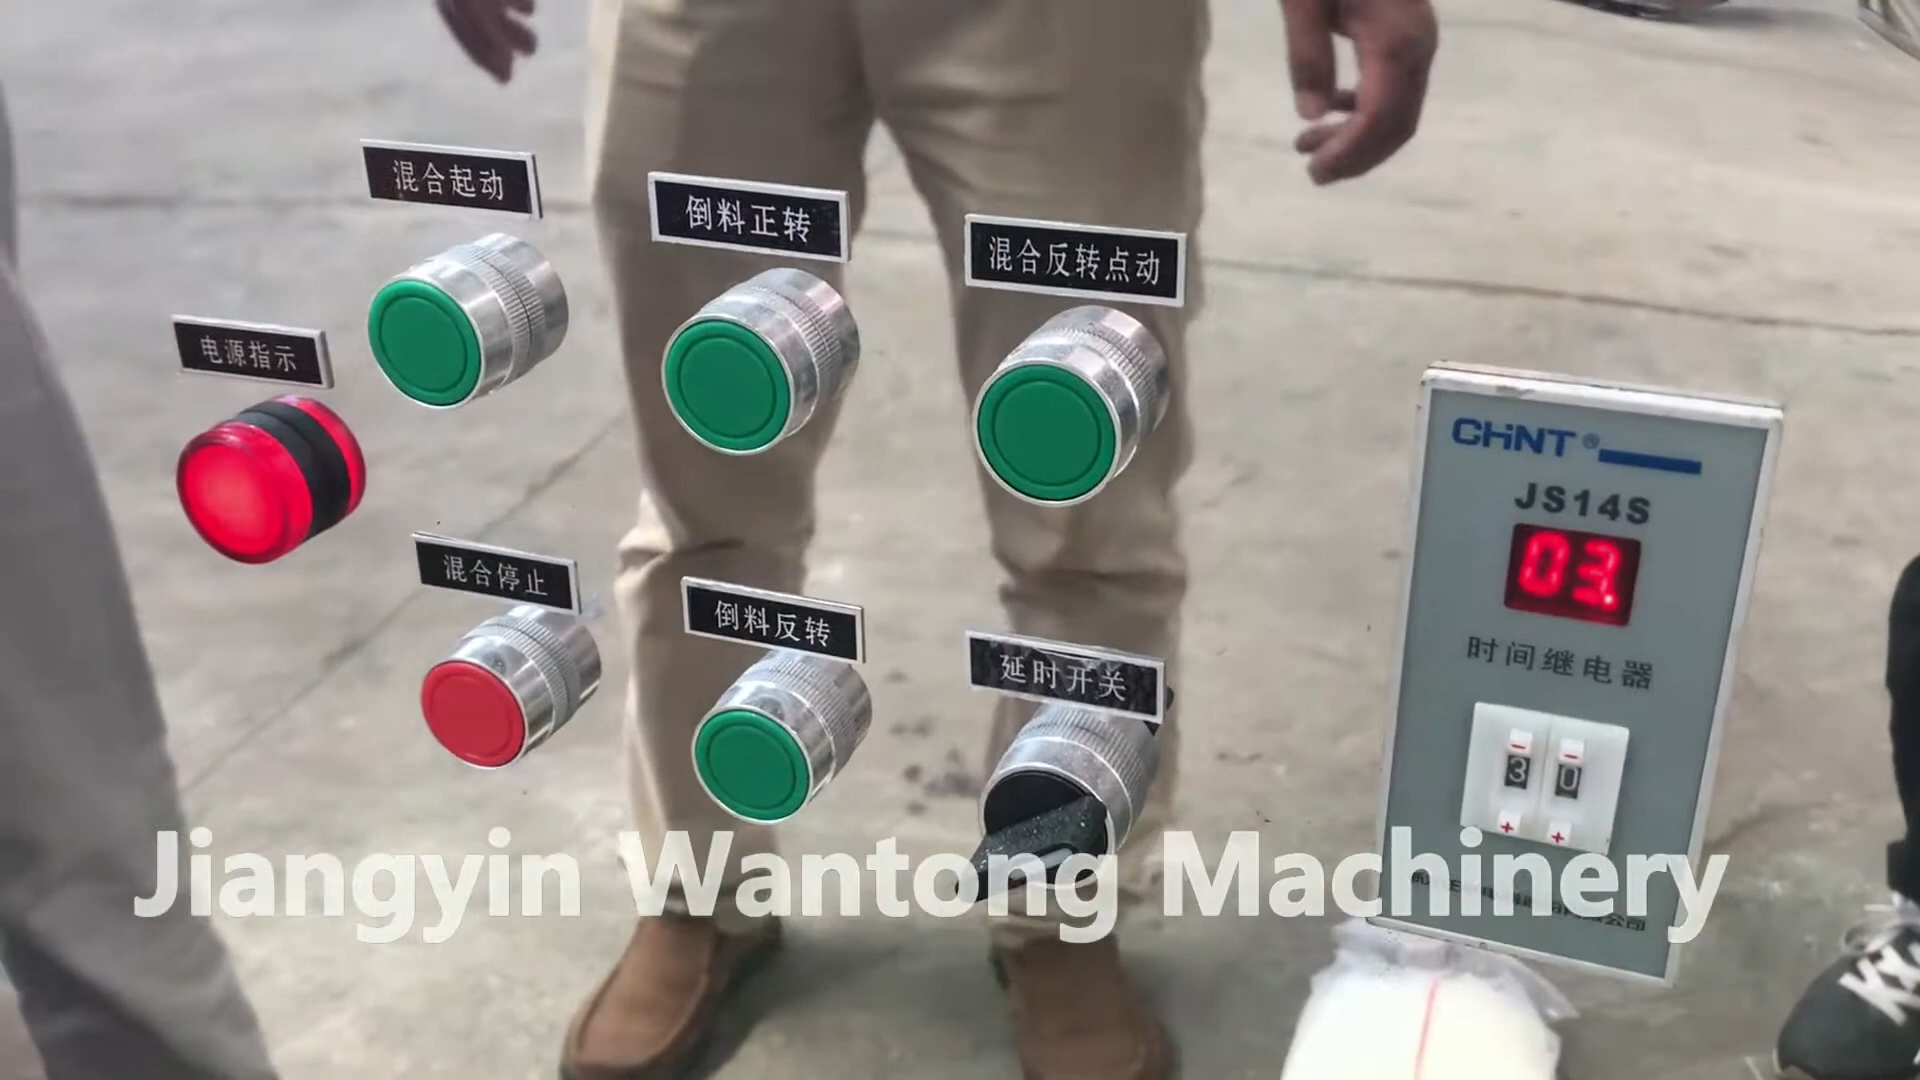 混合起动
倒料正转
混合反转点动
电源指示
CHINT®
JS14S
03.
混合停止
倒料反转
延时开关
时间继电器
- -
3 0
+ +
Jiangyin Wantong Machinery